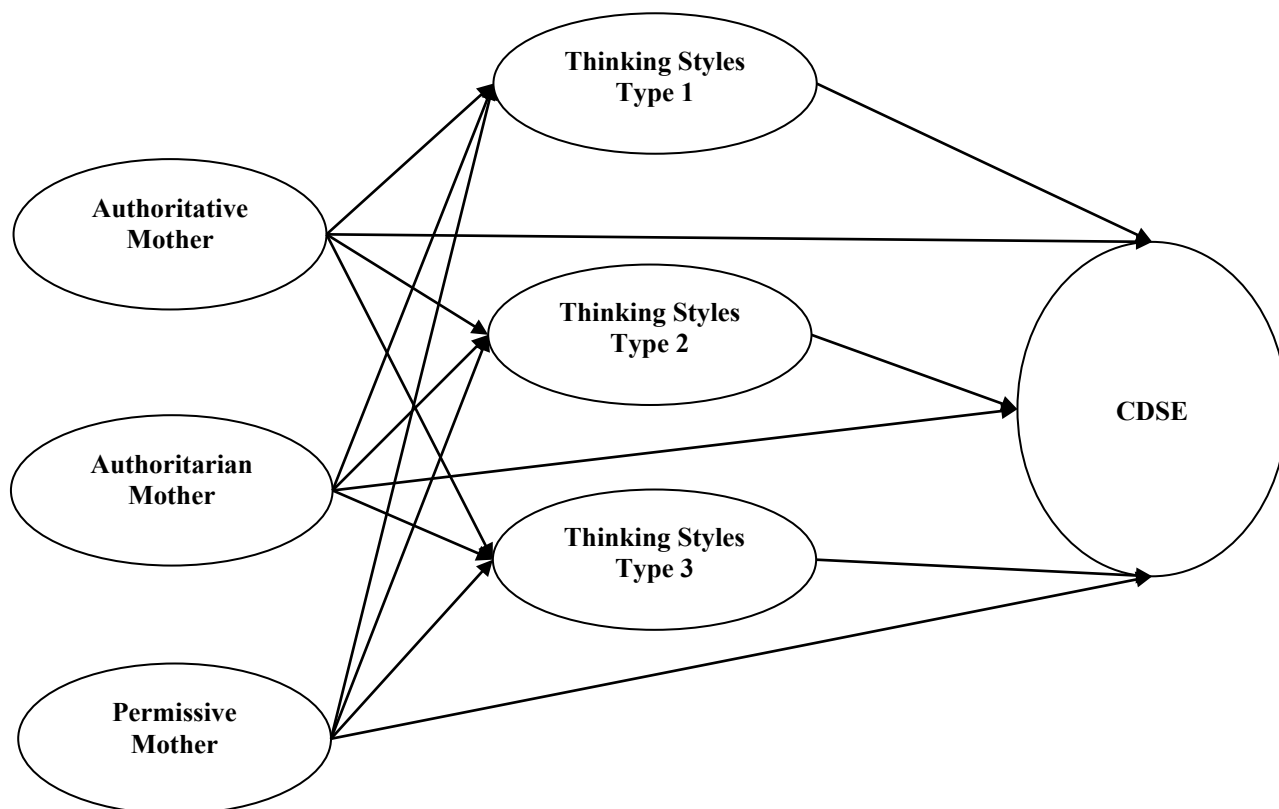 Thinking Styles
Type 1
Authoritative
Mother
Thinking Styles
Type 2
CDSE
Authoritarian
Mother
Thinking Styles
Type 3
Permissive
Mother